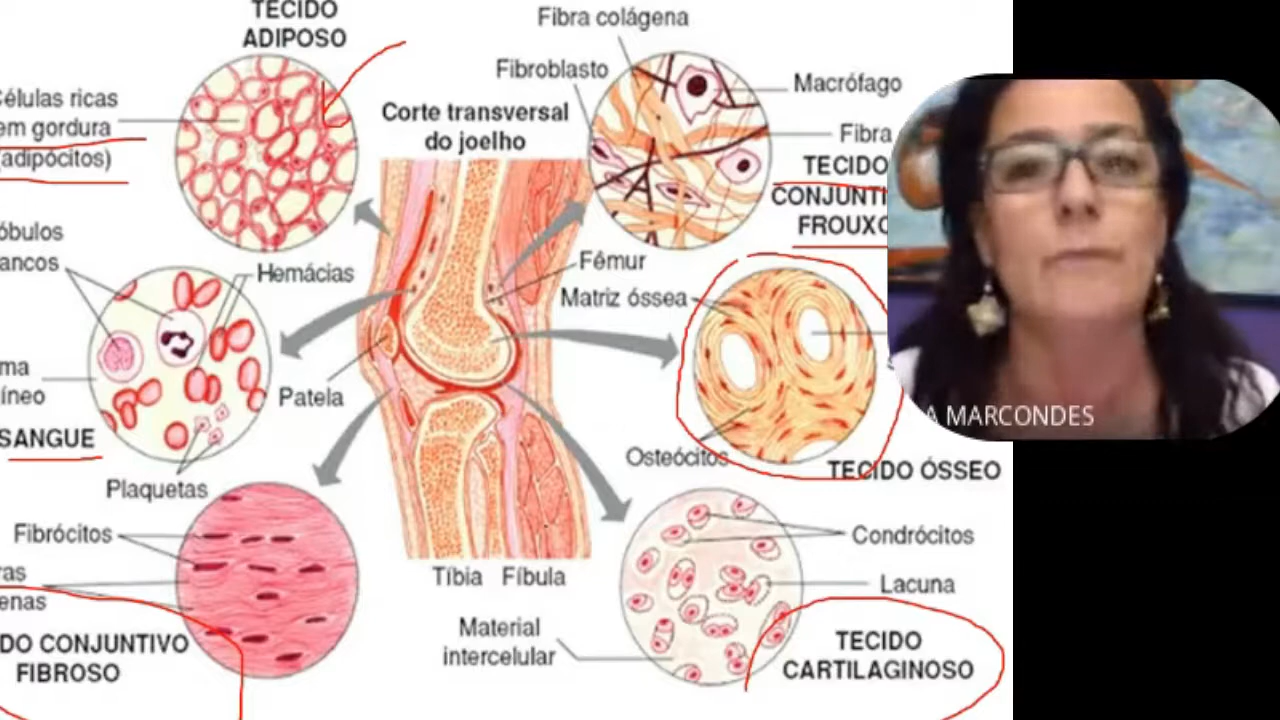 TECIDO
ADIPOSO
Células ricas
em gordura
(adipócitos)
Fibra colágena
Fibroblasto
Macrófago
Fibra
TECIDO
CONJUNTI
FROUXO
Corte transversal
do joelho
óbulos
ancos
Hemácias
ma
íneo
SANGUE
Plaquetas
Fêmur
Matriz óssea
Patela
Osteócitos
TECIDO ÓSSEO
A MARCONDES
Fibrócitos
ras
enas
DO CONJUNTIVO
FIBROSO
Tíbia Fíbula
Material
intercelular
Condrócitos
Lacuna
TECIDO
CARTILAGINOSO